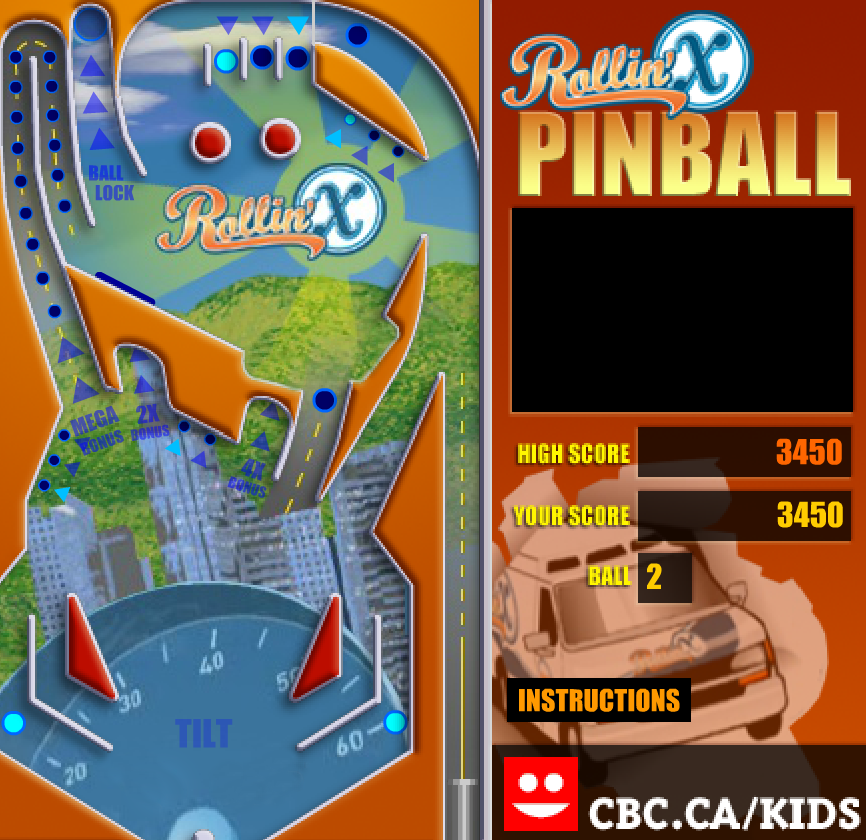 BALL
LOCK
Rollin'X
MEGA
BONUS
2X
BONUS
4X
BONUS
20
30
40
50
60
TILT
Rollin'X
PINBALL
HIGH SCORE 3450
YOUR SCORE 3450
BALL 2
Rollin'X
INSTRUCTIONS
CBC.CA/KIDS